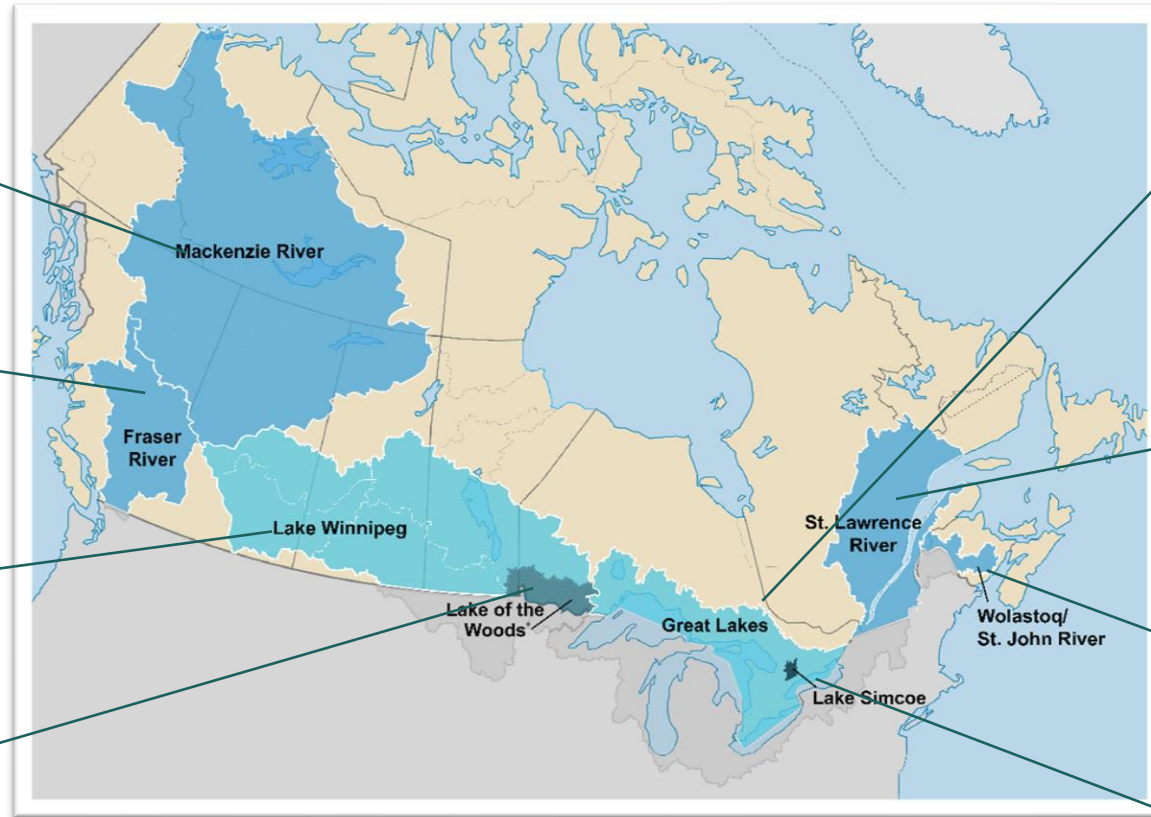 Mackenzie River
Fraser
River
Lake Winnipeg
St. Lawrence
River
Lake of the
Woods*
Great Lakes
Wolastoq/
St. John River
Lake Simcoe